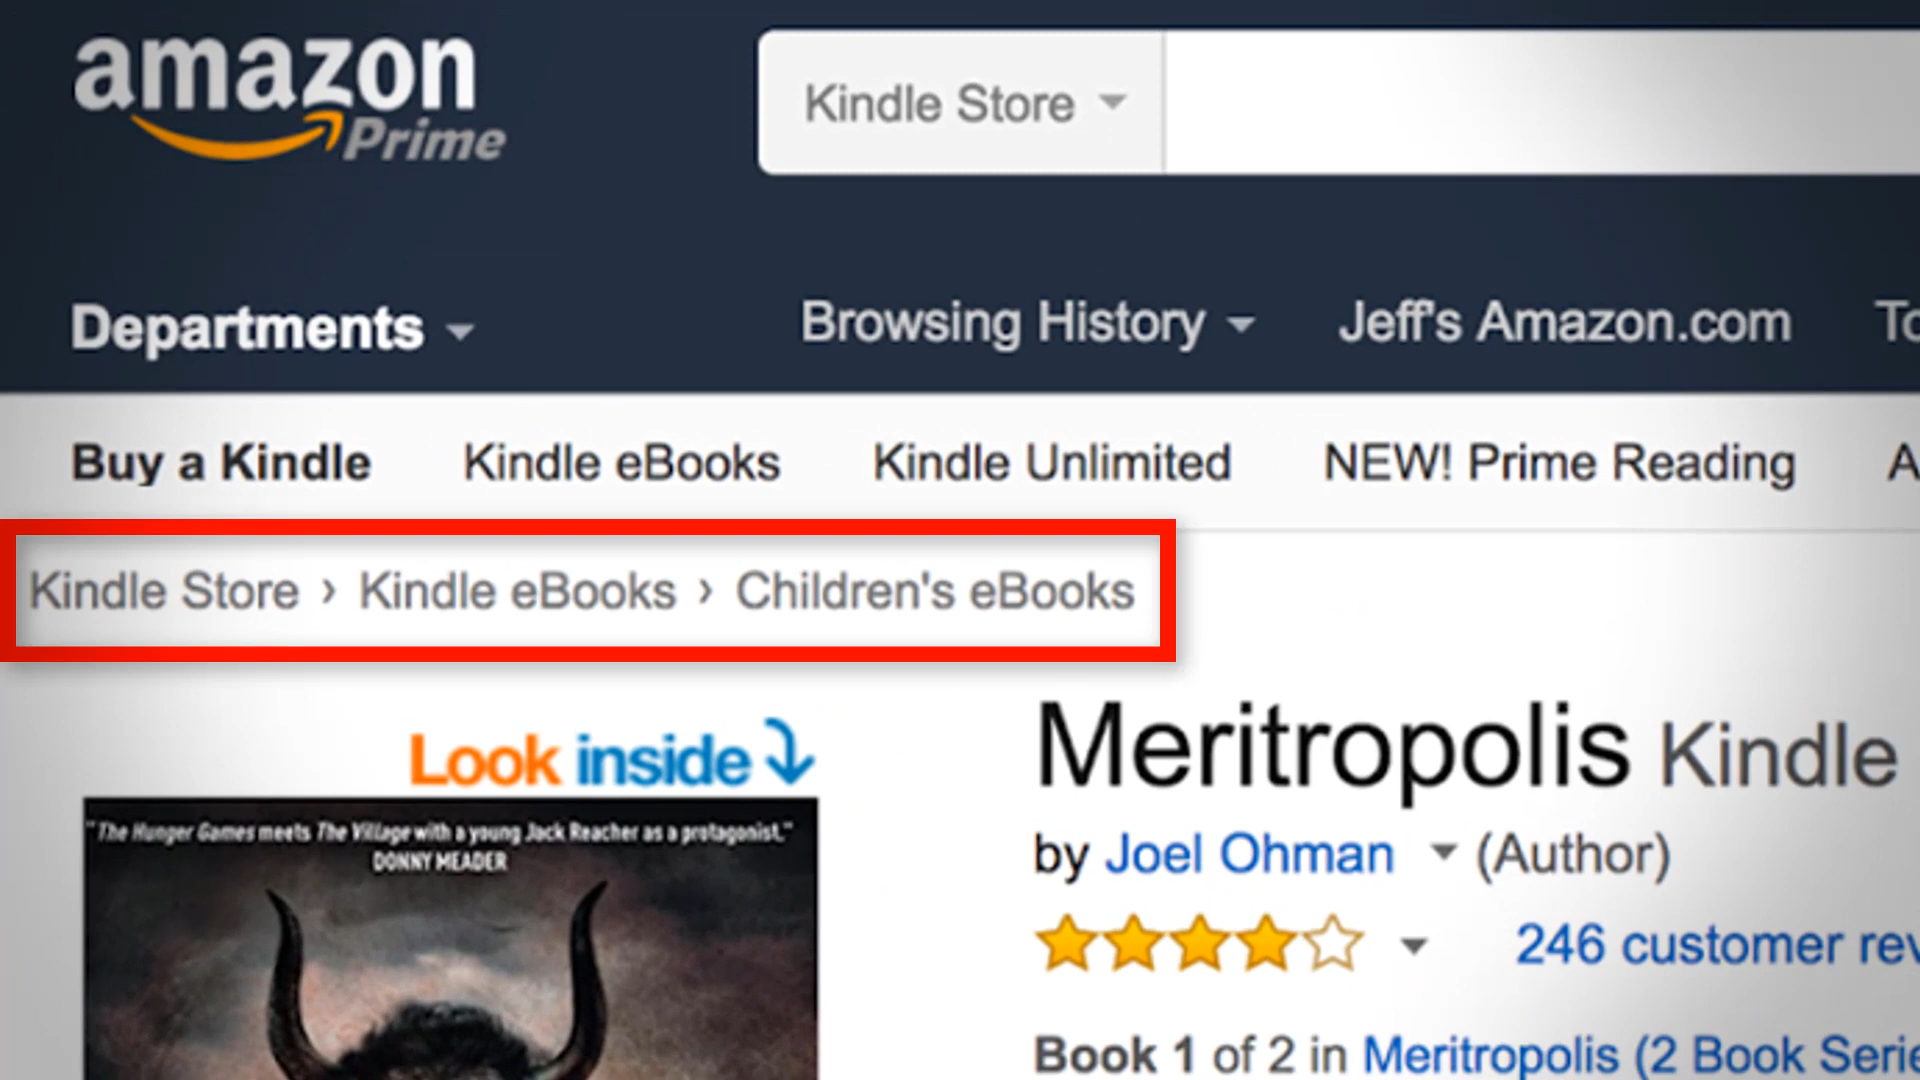 amazon
Prime
Kindle Store
Departments
Browsing History
Jeff's Amazon.com
Buy a Kindle
Kindle eBooks
Kindle Unlimited
NEW! Prime Reading
Kindle Store › Kindle eBooks › Children's eBooks
Look inside
"The Hunger Games meets The Village with a young Jack Reacher as a protagonist."
DONNY MEADER
Meritropolis Kindle
by Joel Ohman (Author)
246 customer rev
Book 1 of 2 in Meritropolis (2 Book Serie